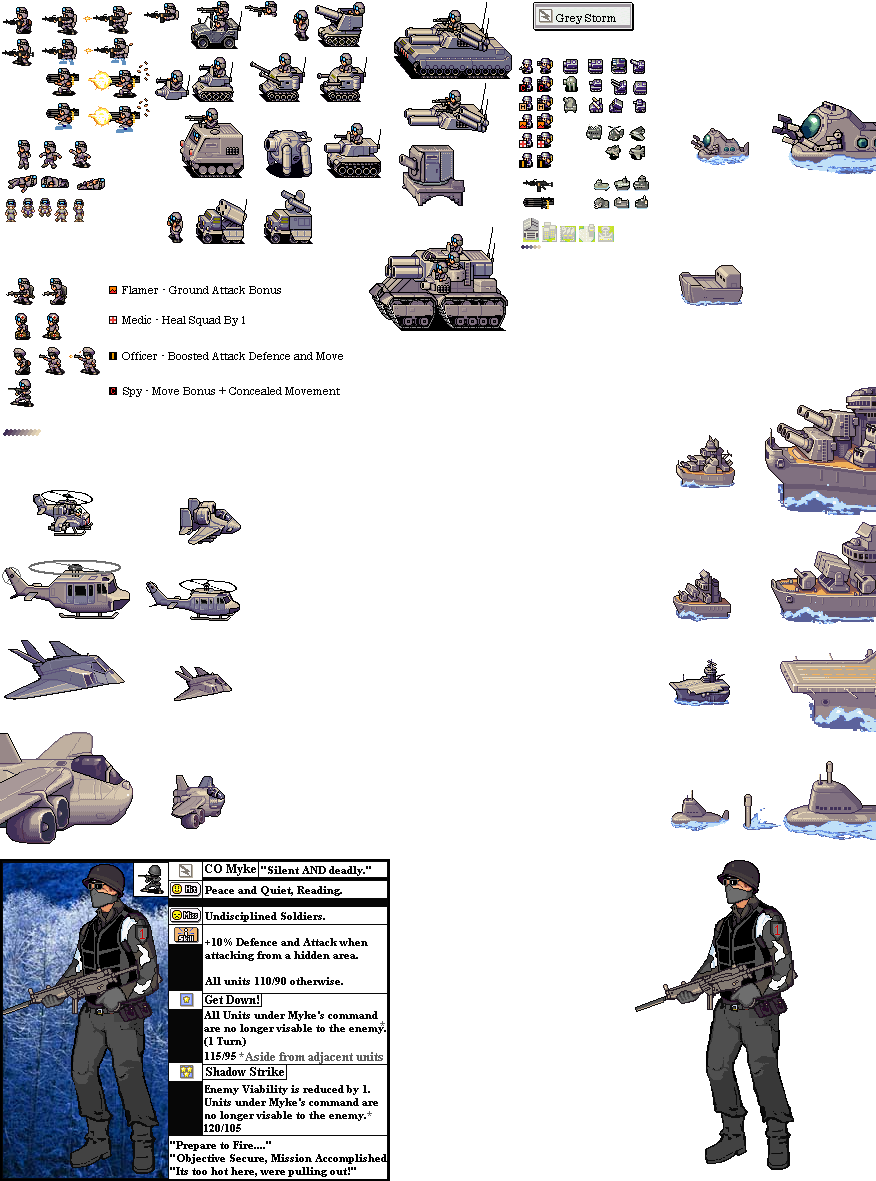 Grey Storm
Flamer - Ground Attack Bonus
Medic - Heal Squad By 1
Officer - Boosted Attack Defence and Move
Spy - Move Bonus + Concealed Movement
CO Myke "Silent AND deadly."
Hit Peace and Quiet, Reading.
Miss Undisciplined Soldiers.
Skill
+10% Defence and Attack when
attacking from a hidden area.
All units 110/90 otherwise.
Get Down!
All Units under Myke's command
are no longer visable to the enemy.*
(1 Turn)
115/95 *Aside from adjacent units
Shadow Strike
Enemy Viability is reduced by 1.
Units under Myke's command are
no longer visable to the enemy.*
120/105
"Prepare to Fire...."
"Objective Secure, Mission Accomplished
"Its too hot here, were pulling out!"